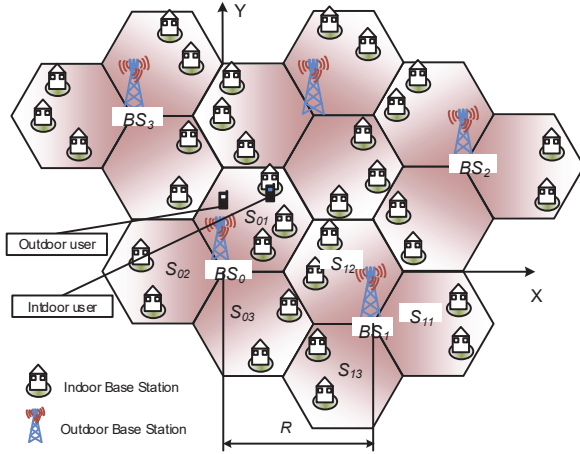 Y
BS3
BS2
Outdoor user
S01
S02
BS0
S12
X
Intdoor user
S03
BS1
S11
S13
Indoor Base Station
R
Outdoor Base Station